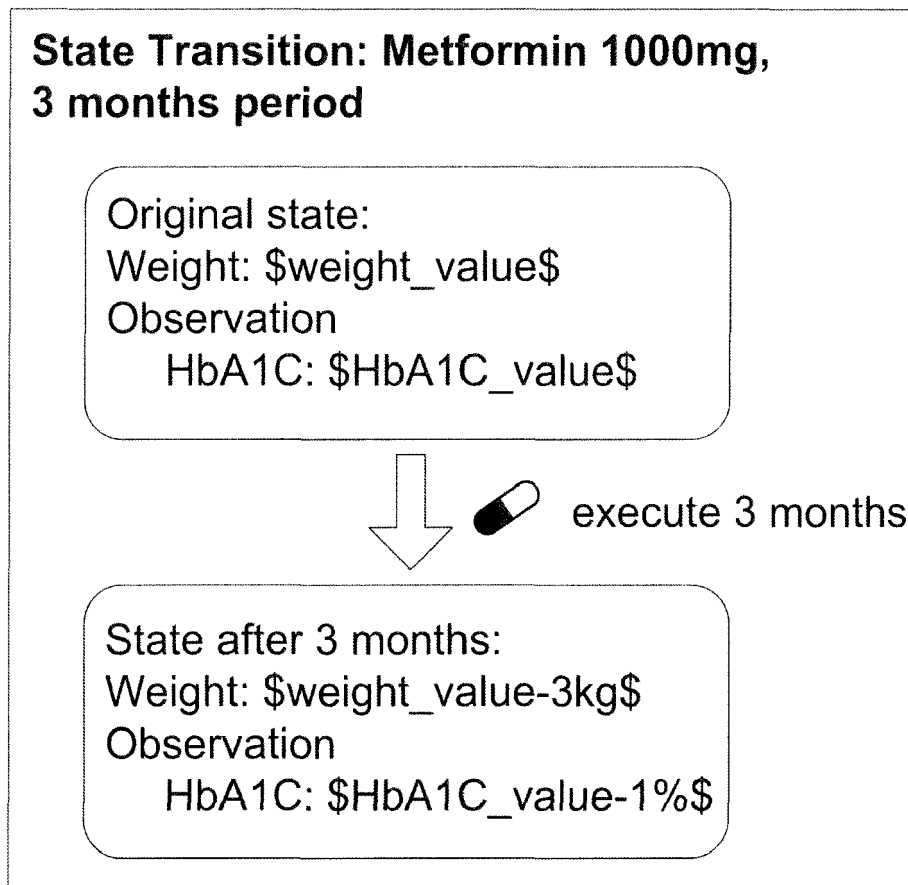 State Transition: Metformin 1000mg,
3 months period
Original state:
Weight: $weight_value$
Observation
HbA1C: $HbA1C_value$
execute 3 months
State after 3 months:
Weight: $weight_value-3kg$
Observation
HbA1C: $HbA1C_value-1%$